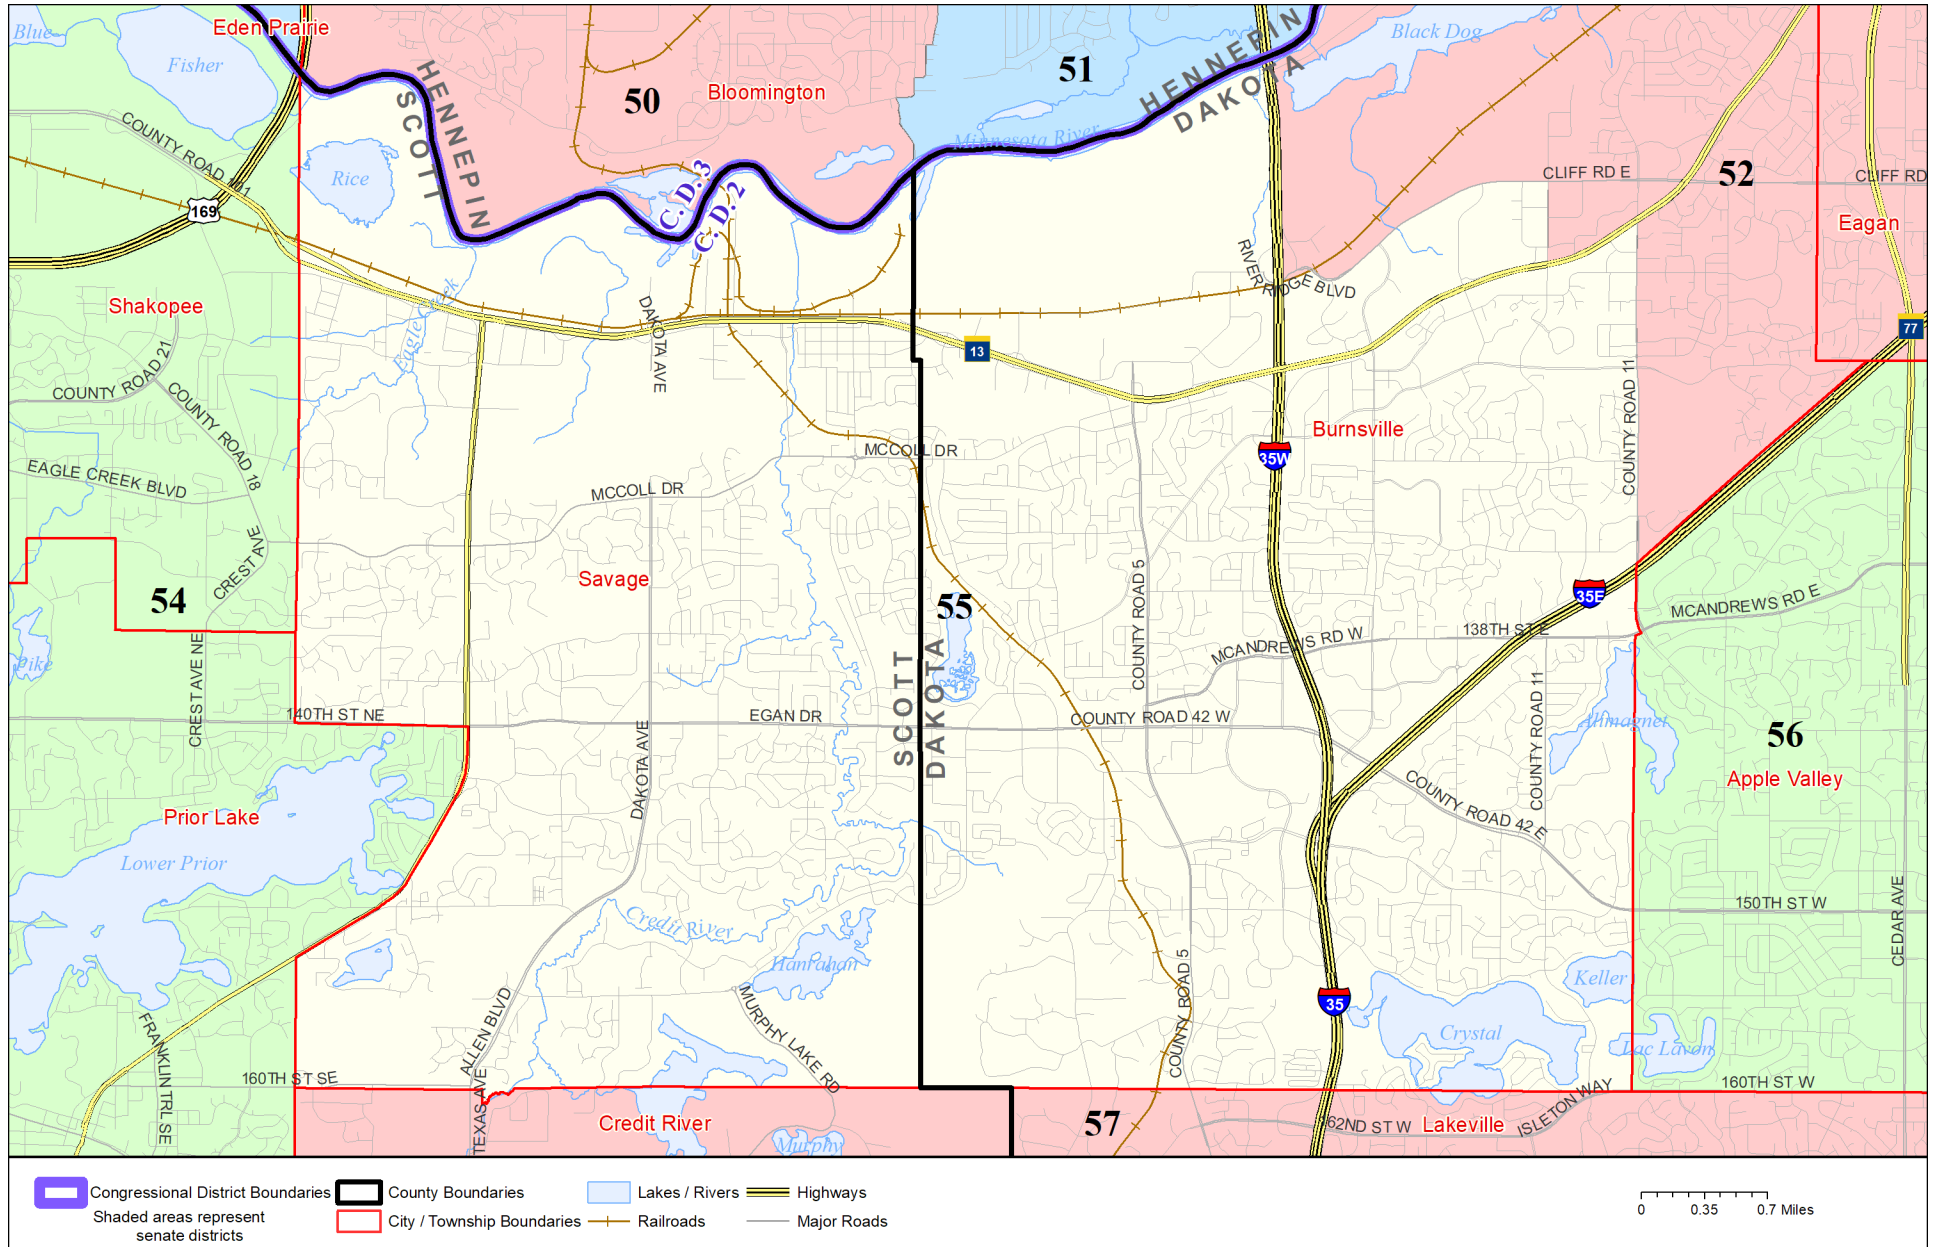 Eden Prairie
Blue
Fisher
50
Bloomington
51
HENNEPIN
DAKOTA
Black Dog
HENNEPIN
SCOTT
COUNTY ROAD 101
169
Rice
C. D. 3
C. D. 2
Minnesota River
CLIFF RD E
52
CLIFF RD
Eagan
Shakopee
Eagle Creek
DAKOTA AVE
RIVER RIDGE BLVD
13
77
COUNTY ROAD 21
COUNTY ROAD 18
COUNTY ROAD 11
Burnsville
35W
MCCOLL DR
MCCOLL DR
EAGLE CREEK BLVD
CREST AVE
Savage
54
55
COUNTY ROAD 5
35E
MCANDREWS RD E
138TH ST E
MCANDREWS RD W
Pike
CREST AVE NE
140TH ST NE
EGAN DR
SCOTT
DAKOTA
COUNTY ROAD 42 W
COUNTY ROAD 11
Alimagnet
56
Apple Valley
DAKOTA AVE
Prior Lake
Lower Prior
COUNTY ROAD 42 E
150TH ST W
CEDAR AVE
Credit River
Hanrahan
Keller
35
Crystal
Lac Lavon
COUNTY ROAD 5
MURPHY LAKE RD
ALLEN BLVD
FRANKLIN TRL SE
160TH ST SE
160TH ST W
TEXAS AVE
Credit River
Murphy
57
162ND ST W
Lakeville
ISLETON WAY
Congressional District Boundaries
County Boundaries
Lakes / Rivers
Highways
Shaded areas represent
senate districts
City / Township Boundaries
Railroads
Major Roads
0 0.35 0.7 Miles